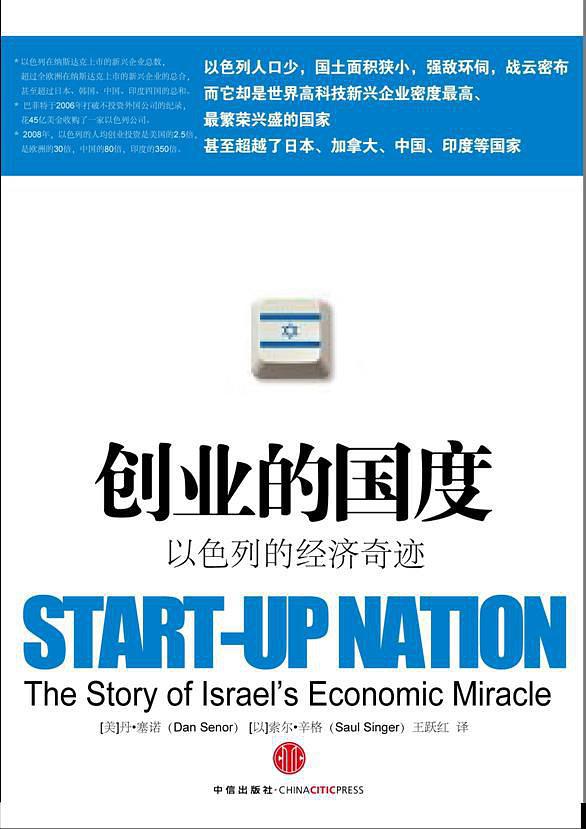 * 以色列在纳斯达克上市的新兴企业总数，
超过全欧洲在纳斯达克上市的新兴企业的总合，
甚至超过日本、韩国、中国、印度四国的总和。
* 巴菲特于2006年打破不投资外国公司的纪录，
花45亿美金收购了一家以色列公司。
* 2008年，以色列的人均创业投资是美国的2.5倍，
是欧洲的30倍，中国的80倍，印度的350倍。
以色列人口少，国土面积狭小，强敌环伺，战云密布
而它却是世界高科技新兴企业密度最高、
最繁荣兴盛的国家
甚至超越了日本、加拿大、中国、印度等国家
创业的国度
以色列的经济奇迹
START-UP NATION
The Story of Israel's Economic Miracle
[美]丹•塞诺（Dan Senor） [以]索尔•辛格（Saul Singer）王跃红 译
中信出版社·CHINACITICPRESS